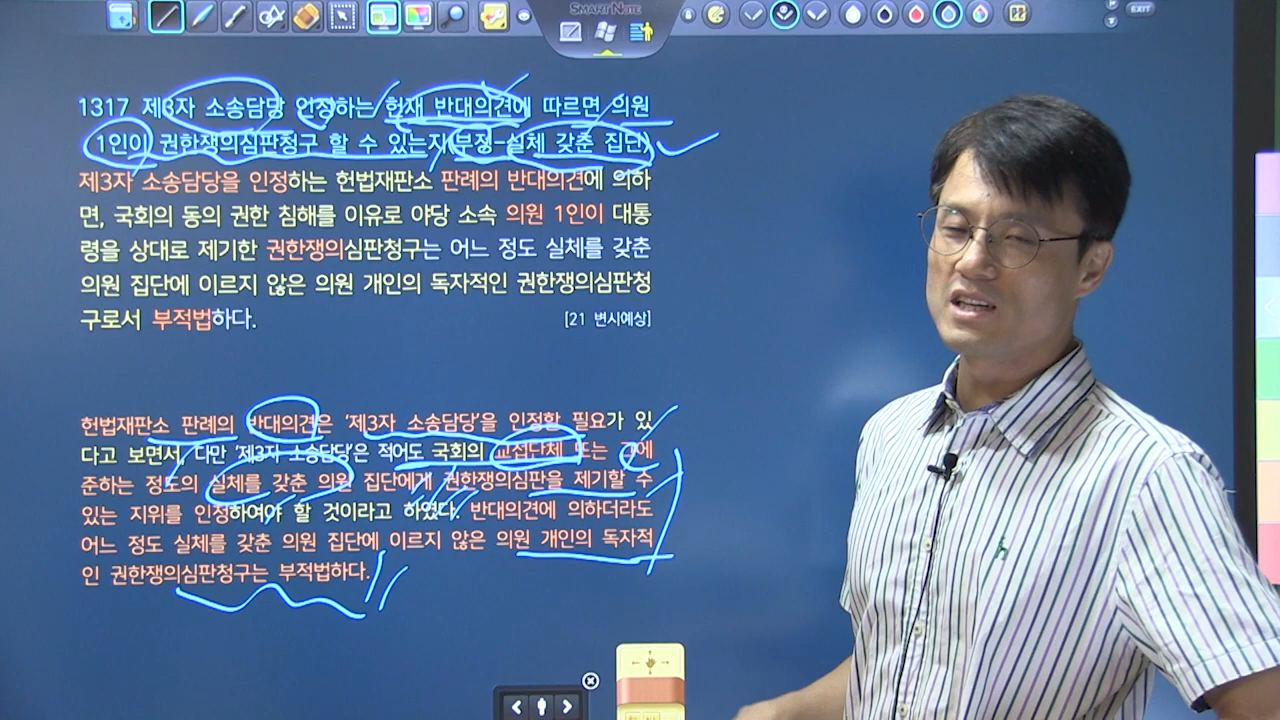 SMART NOTE
EXIT
1317 제3자 소송담당 인정하는 헌재 반대의견에 따르면 의원
1인이 권한쟁의심판청구 할 수 있는지(부정-실체 갖춘 집단)
제3자 소송담당을 인정하는 헌법재판소 판례의 반대의견에 의하
면, 국회의 동의 권한 침해를 이유로 야당 소속 의원 1인이 대통
령을 상대로 제기한 권한쟁의심판청구는 어느 정도 실체를 갖춘
의원 집단에 이르지 않은 의원 개인의 독자적인 권한쟁의심판청
구로서 부적법하다.
[21 변시예상]
헌법재판소 판례의 반대의견은 '제3자 소송담당'을 인정할 필요가 있
다고 보면서, 다만 '제3자 소송담당'은 적어도 국회의 교섭단체 또는 그에
준하는 정도의 실체를 갖춘 의원 집단에게 권한쟁의심판을 제기할 수
있는 지위를 인정하여야 할 것이라고 하였다. 반대의견에 의하더라도
어느 정도 실체를 갖춘 의원 집단에 이르지 않은 의원 개인의 독자적
인 권한쟁의심판청구는 부적법하다.